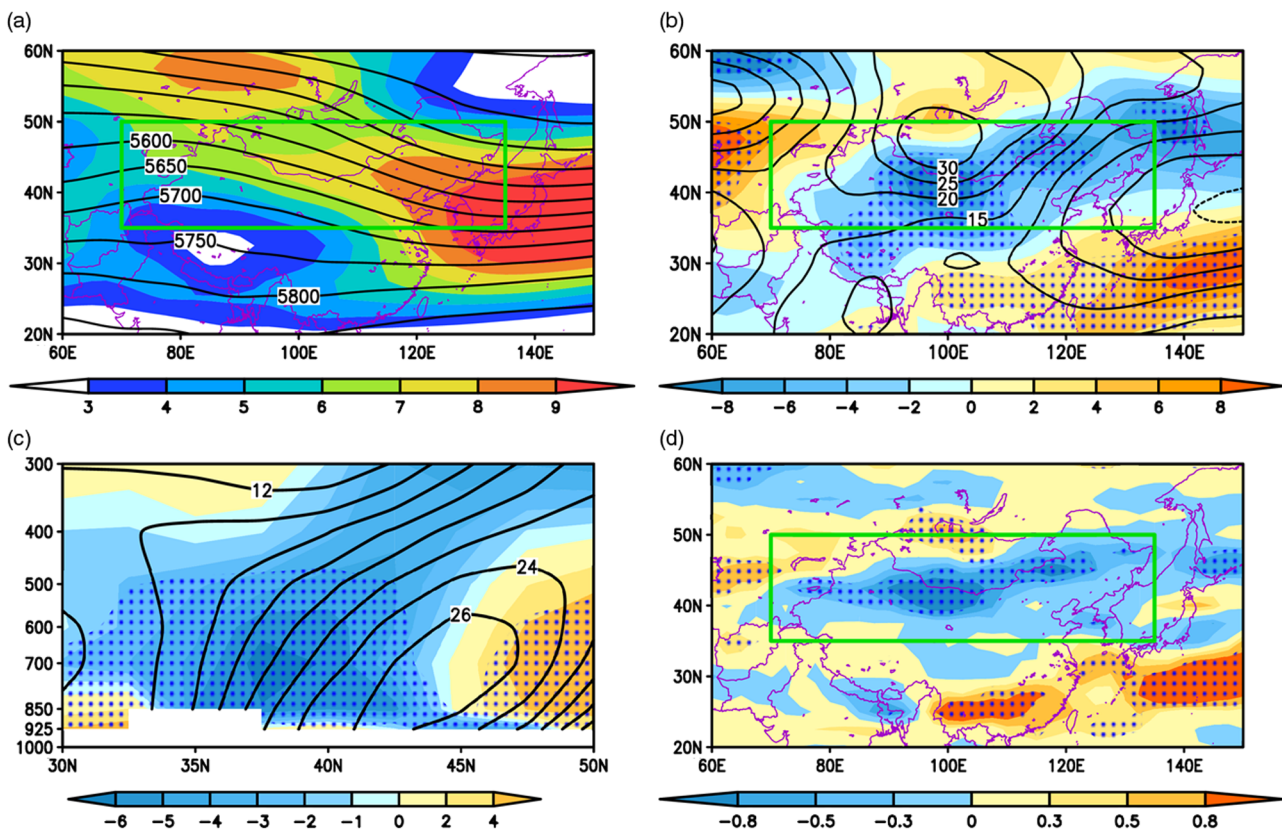 (a)
(b)
60N
50N
40N
30N
20N
60E 80E 100E 120E 140E
5600
5650
5700
5750
5800
3 4 5 6 7 8 9
60N
50N
40N
30N
20N
60E 80E 100E 120E 140E
30
25
20
15
−8 −6 −4 −2 0 2 4 6 8
(c)
(d)
300
400
500
600
700
850
925
1000
30N 35N 40N 45N 50N
12
24
26
−6 −5 −4 −3 −2 −1 0 2 4
60N
50N
40N
30N
20N
60E 80E 100E 120E 140E
−0.8 −0.5 −0.3 0 0.3 0.5 0.8